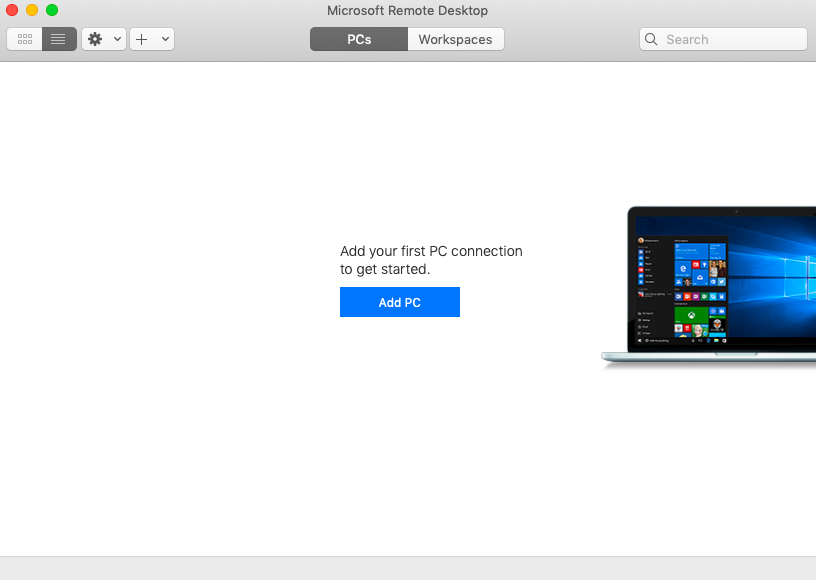 Microsoft Remote Desktop
PCs
Workspaces
Search
Add your first PC connection
to get started.
Add PC